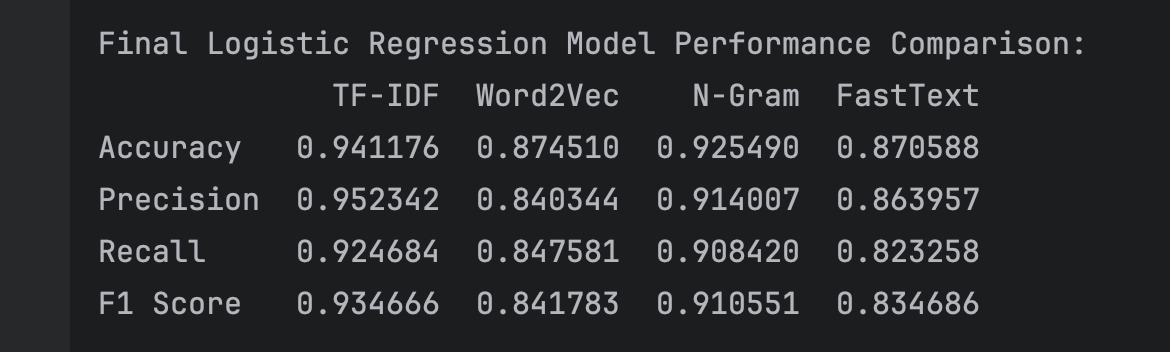 Final Logistic Regression Model Performance Comparison:
TF-IDF Word2Vec N-Gram FastText
Accuracy 0.941176 0.874510 0.925490 0.870588
Precision 0.952342 0.840344 0.914007 0.863957
Recall 0.924684 0.847581 0.908420 0.823258
F1 Score 0.934666 0.841783 0.910551 0.834686